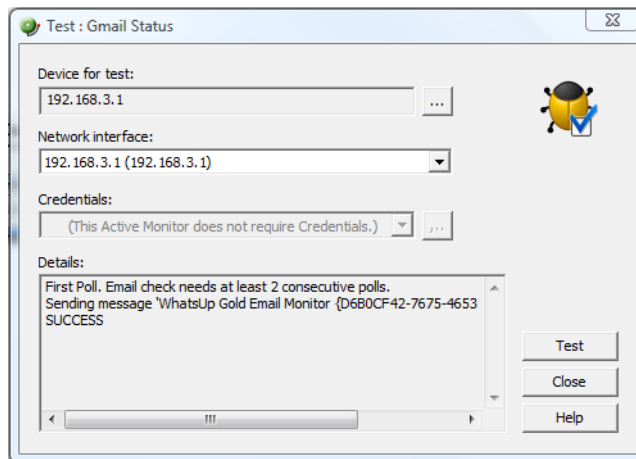 Test : Gmail Status
Device for test:
192.168.3.1
...
Network interface:
192.168.3.1 (192.168.3.1)
Credentials:
(This Active Monitor does not require Credentials.)
...
Details:
First Poll. Email check needs at least 2 consecutive polls.
Sending message 'WhatsUp Gold Email Monitor -{D6B0CF42-7675-4653
SUCCESS
Test
Close
Help